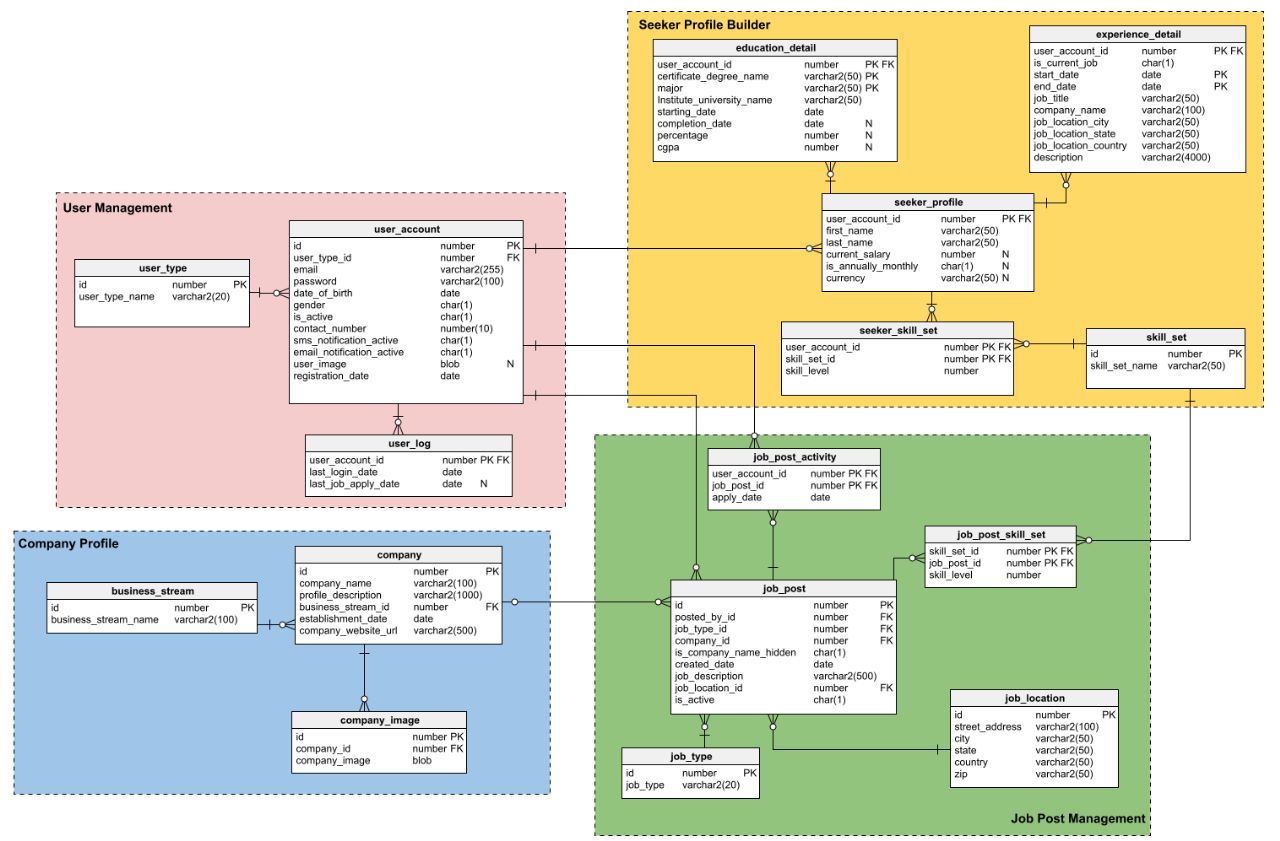 Seeker Profile Builder
education_detail
user_account_id number PK FK
certificate_degree_name varchar2(50) PK
major varchar2(50) PK
Institute_university_name varchar2(50)
starting_date date
completion_date date N
percentage number N
cgpa number N
experience_detail
user_account_id number PK FK
is_current_job char(1)
start_date date PK
end_date date PK
job_title varchar2(50)
company_name varchar2(100)
job_location_city varchar2(50)
job_location_state varchar2(50)
job_location_country varchar2(50)
description varchar2(4000)
seeker_profile
user_account_id number PK FK
first_name varchar2(50)
last_name varchar2(50)
current_salary number N
is_annually_monthly char(1) N
currency varchar2(50) N
seeker_skill_set
user_account_id number PK FK
skill_set_id number PK FK
skill_level number
skill_set
id number PK
skill_set_name varchar2(50)
User Management
user_type
id number PK
user_type_name varchar2(20)
user_account
id number PK
user_type_id number FK
email varchar2(255)
password varchar2(100)
date_of_birth date
gender char(1)
is_active char(1)
contact_number number(10)
sms_notification_active char(1)
email_notification_active char(1)
user_image blob N
registration_date date
user_log
user_account_id number PK FK
last_login_date date
last_job_apply_date date N
Company Profile
business_stream
id number PK
business_stream_name varchar2(100)
company
id number PK
company_name varchar2(100)
profile_description varchar2(1000)
business_stream_id number FK
establishment_date date
company_website_url varchar2(500)
company_image
id number PK
company_id number FK
company_image blob
job_post_activity
user_account_id number PK FK
job_post_id number PK FK
apply_date date
job_post_skill_set
skill_set_id number PK FK
job_post_id number PK FK
skill_level number
job_post
id number PK
posted_by_id number FK
job_type_id number FK
company_id number FK
is_company_name_hidden char(1)
created_date date
job_description varchar2(500)
job_location_id number FK
is_active char(1)
job_type
id number PK
job_type varchar2(20)
job_location
id number PK
street_address varchar2(100)
city varchar2(50)
state varchar2(50)
country varchar2(50)
zip varchar2(50)
Job Post Management